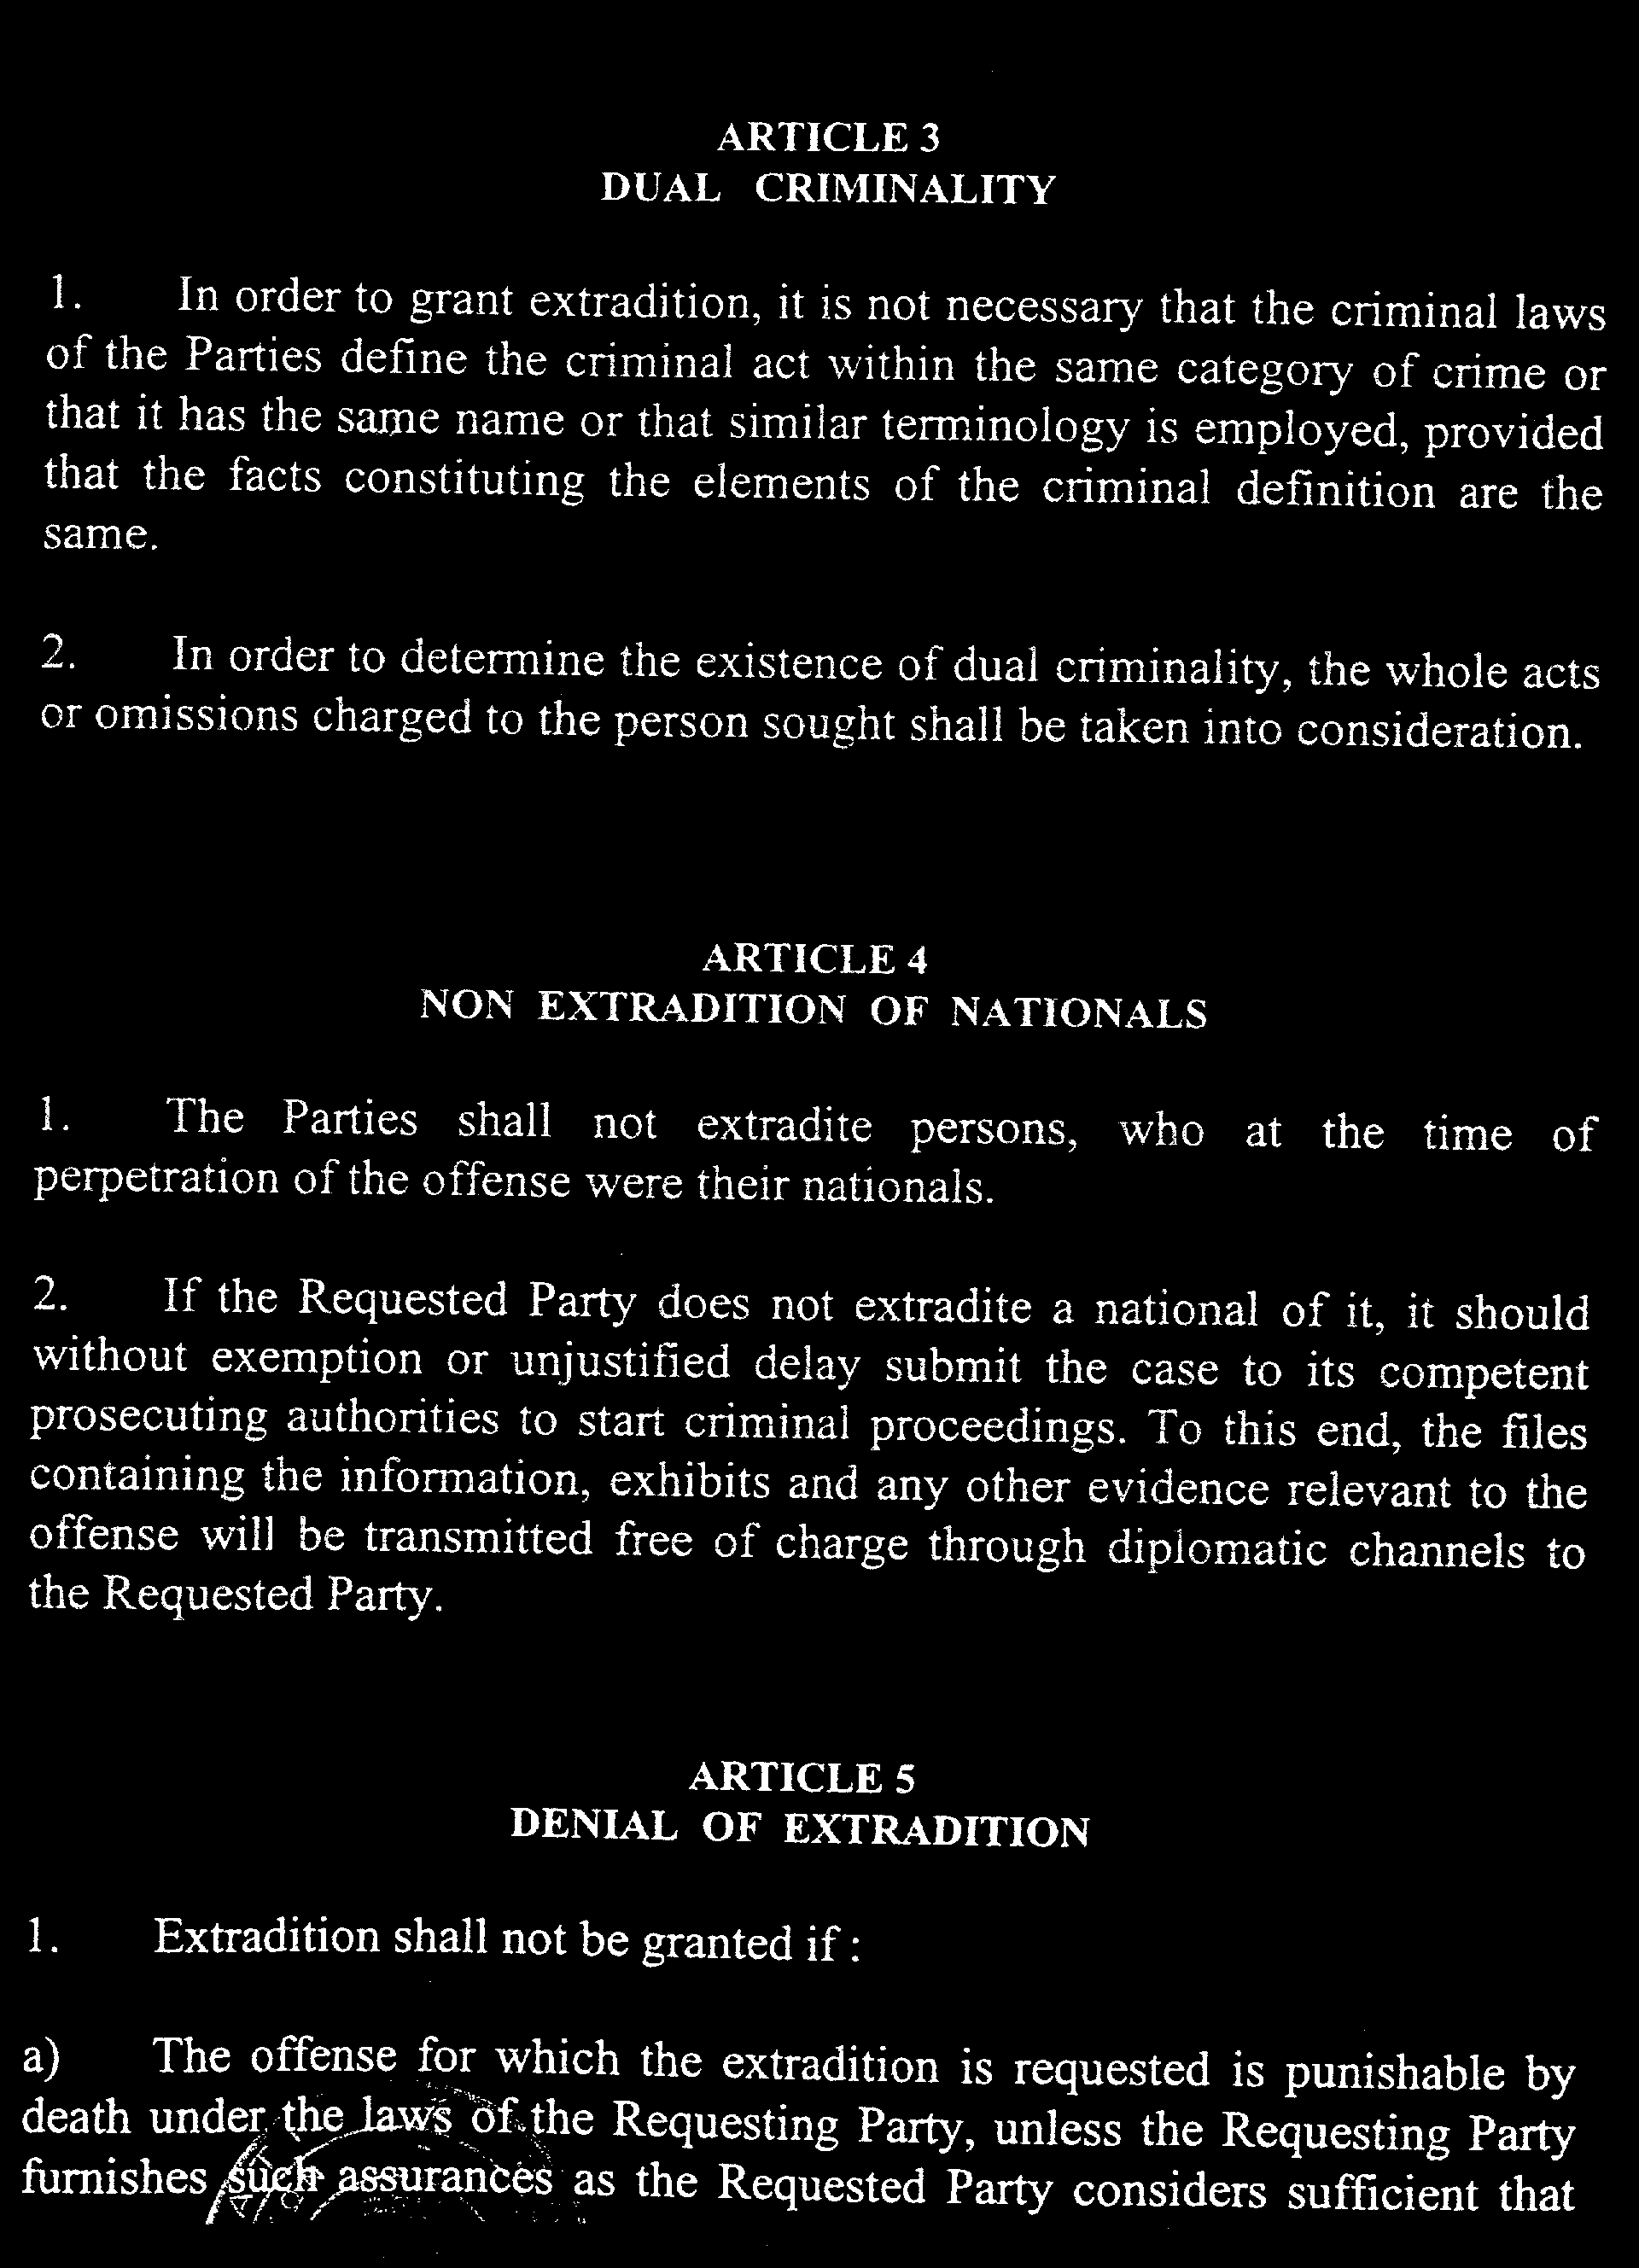 ARTICLE 3
DUAL CRIMINALITY
1. In order to grant extradition, it is not necessary that the criminal laws
of the Parties define the criminal act within the same category of crime or
that it has the same name or that similar terminology is employed, provided
that the facts constituting the elements of the criminal definition are the
same.
2. In order to determine the existence of dual criminality, the whole acts
or omissions charged to the person sought shall be taken into consideration.
ARTICLE 4
NON EXTRADITION OF NATIONALS
1. The Parties shall not extradite persons, who at the time of
perpetration of the offense were their nationals.
2. If the Requested Party does not extradite a national of it, it should
without exemption or unjustified delay submit the case to its competent
prosecuting authorities to start criminal proceedings. To this end, the files
containing the information, exhibits and any other evidence relevant to the
offense will be transmitted free of charge through diplomatic channels to
the Requested Party.
ARTICLE 5
DENIAL OF EXTRADITION
1. Extradition shall not be granted if :
a) The offense for which the extradition is requested is punishable by
death under the laws of the Requesting Party, unless the Requesting Party
furnishes such assurances as the Requested Party considers sufficient that